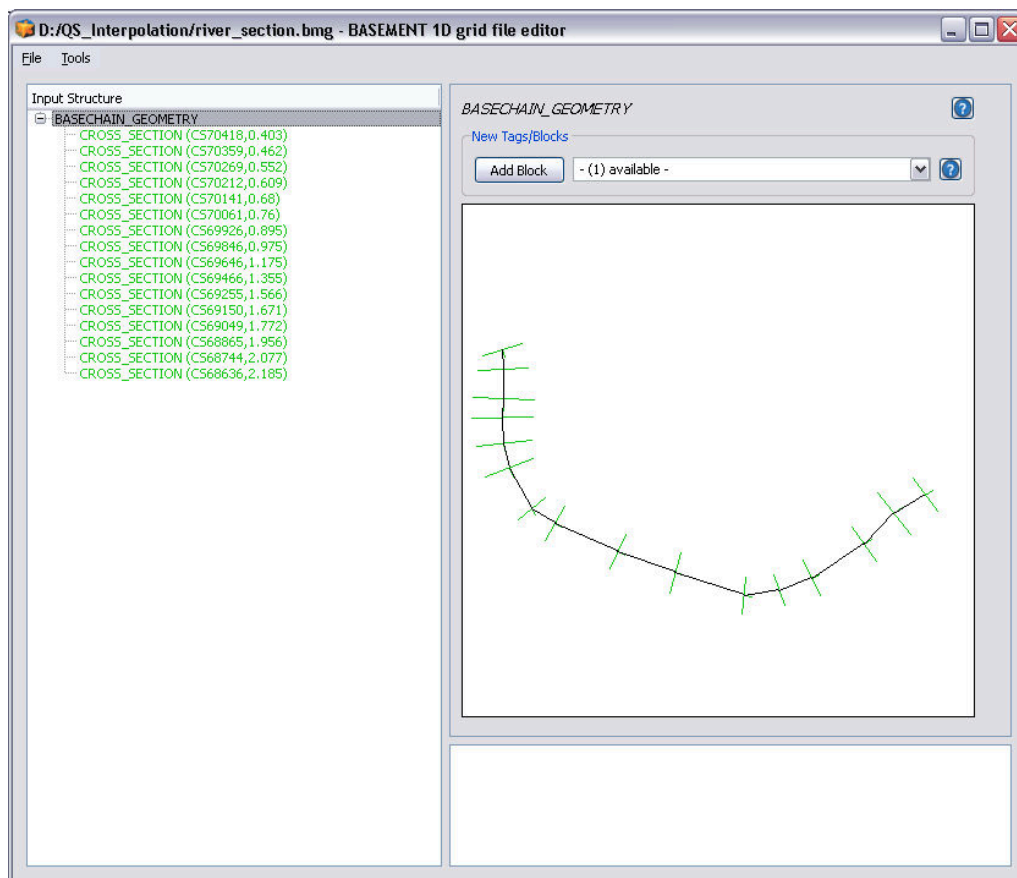 D:/QS_Interpolation/river_section.bmg - BASEMENT 1D grid file editor
File Tools
Input Structure
BASECHAIN_GEOMETRY
CROSS_SECTION (CS70418,0.403)
CROSS_SECTION (CS70359,0.462)
CROSS_SECTION (CS70269,0.552)
CROSS_SECTION (CS70212,0.609)
CROSS_SECTION (CS70141,0.68)
CROSS_SECTION (CS70061,0.76)
CROSS_SECTION (CS69926,0.895)
CROSS_SECTION (CS69846,0.975)
CROSS_SECTION (CS69646,1.175)
CROSS_SECTION (CS69466,1.355)
CROSS_SECTION (CS69255,1.566)
CROSS_SECTION (CS69150,1.671)
CROSS_SECTION (CS69049,1.772)
CROSS_SECTION (CS68865,1.956)
CROSS_SECTION (CS68744,2.077)
CROSS_SECTION (CS68636,2.185)
BASECHAIN_GEOMETRY
New Tags/Blocks
Add Block - (1) available -